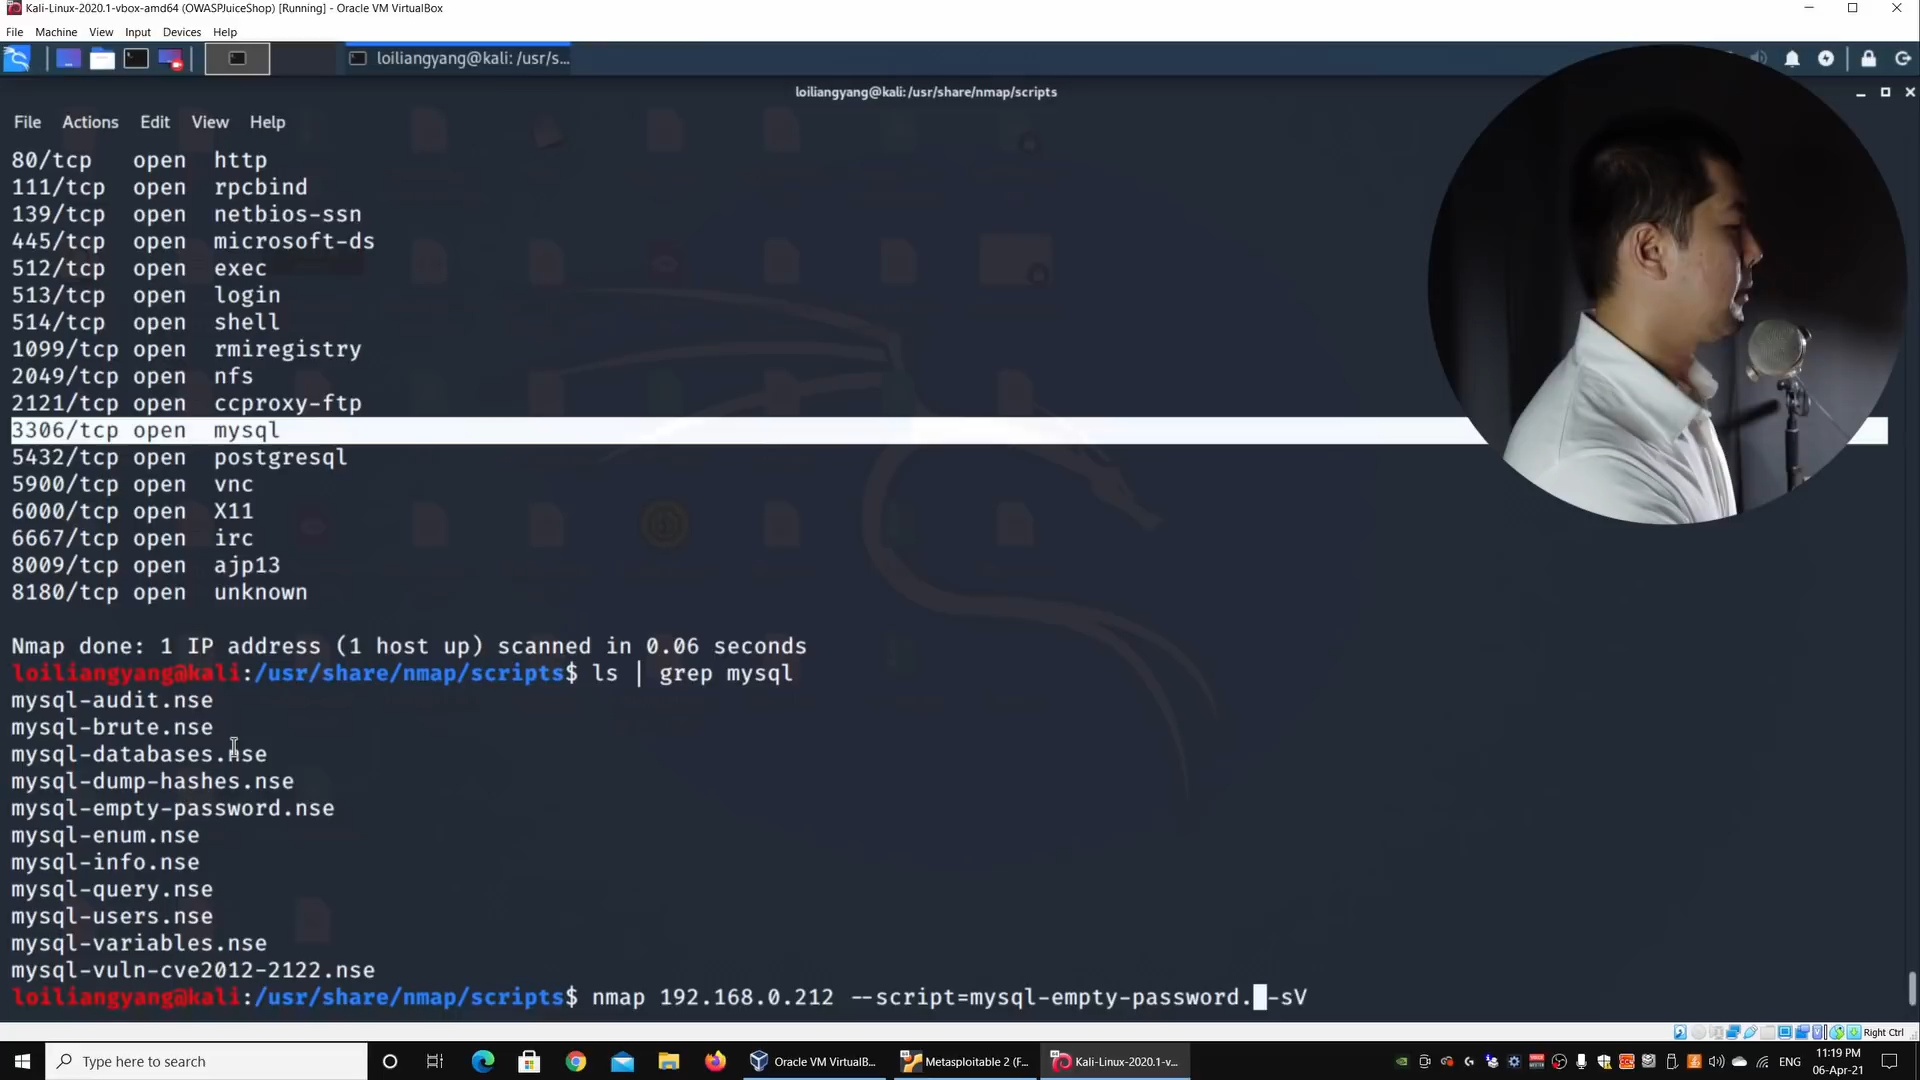 Kali-Linux-2020.1-vbox-amd64 (OWASPJuiceShop) [Running] - Oracle VM VirtualBox
File Machine View Input Devices Help
loiliangyang@kali: /usr/s...
loiliangyang@kali:/usr/share/nmap/scripts
File Actions Edit View Help
80/tcp open http
111/tcp open rpcbind
139/tcp open netbios-ssn
445/tcp open microsoft-ds
512/tcp open exec
513/tcp open login
514/tcp open shell
1099/tcp open rmiregistry
2049/tcp open nfs
2121/tcp open ccproxy-ftp
3306/tcp open mysql
5432/tcp open postgresql
5900/tcp open vnc
6000/tcp open X11
6667/tcp open irc
8009/tcp open ajp13
8180/tcp open unknown
Nmap done: 1 IP address (1 host up) scanned in 0.06 seconds
loiliangyang@kali:/usr/share/nmap/scripts$ ls | grep mysql
mysql-audit.nse
mysql-brute.nse
mysql-databases.nse
mysql-dump-hashes.nse
mysql-empty-password.nse
mysql-enum.nse
mysql-info.nse
mysql-query.nse
mysql-users.nse
mysql-variables.nse
mysql-vuln-cve2012-2122.nse
loiliangyang@kali:/usr/share/nmap/scripts$ nmap 192.168.0.212 --script=mysql-empty-password. -sV
Right Ctrl
Type here to search
Oracle VM VirtualB...
Metasploitable 2 (F...
Kali-Linux-2020.1-v...
ENG
11:19 PM
06-Apr-21